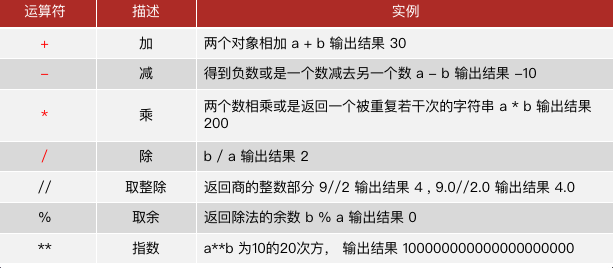 运算符 描述 实例
+ 加 两个对象相加 a + b 输出结果 30
- 减 得到负数或是一个数减去另一个数 a - b 输出结果 -10
* 乘 两个数相乘或是返回一个被重复若干次的字符串 a * b 输出结果
200
/ 除 b / a 输出结果 2
// 取整除 返回商的整数部分 9//2 输出结果 4 , 9.0//2.0 输出结果 4.0
% 取余 返回除法的余数 b % a 输出结果 0
** 指数 a**b 为10的20次方， 输出结果 100000000000000000000